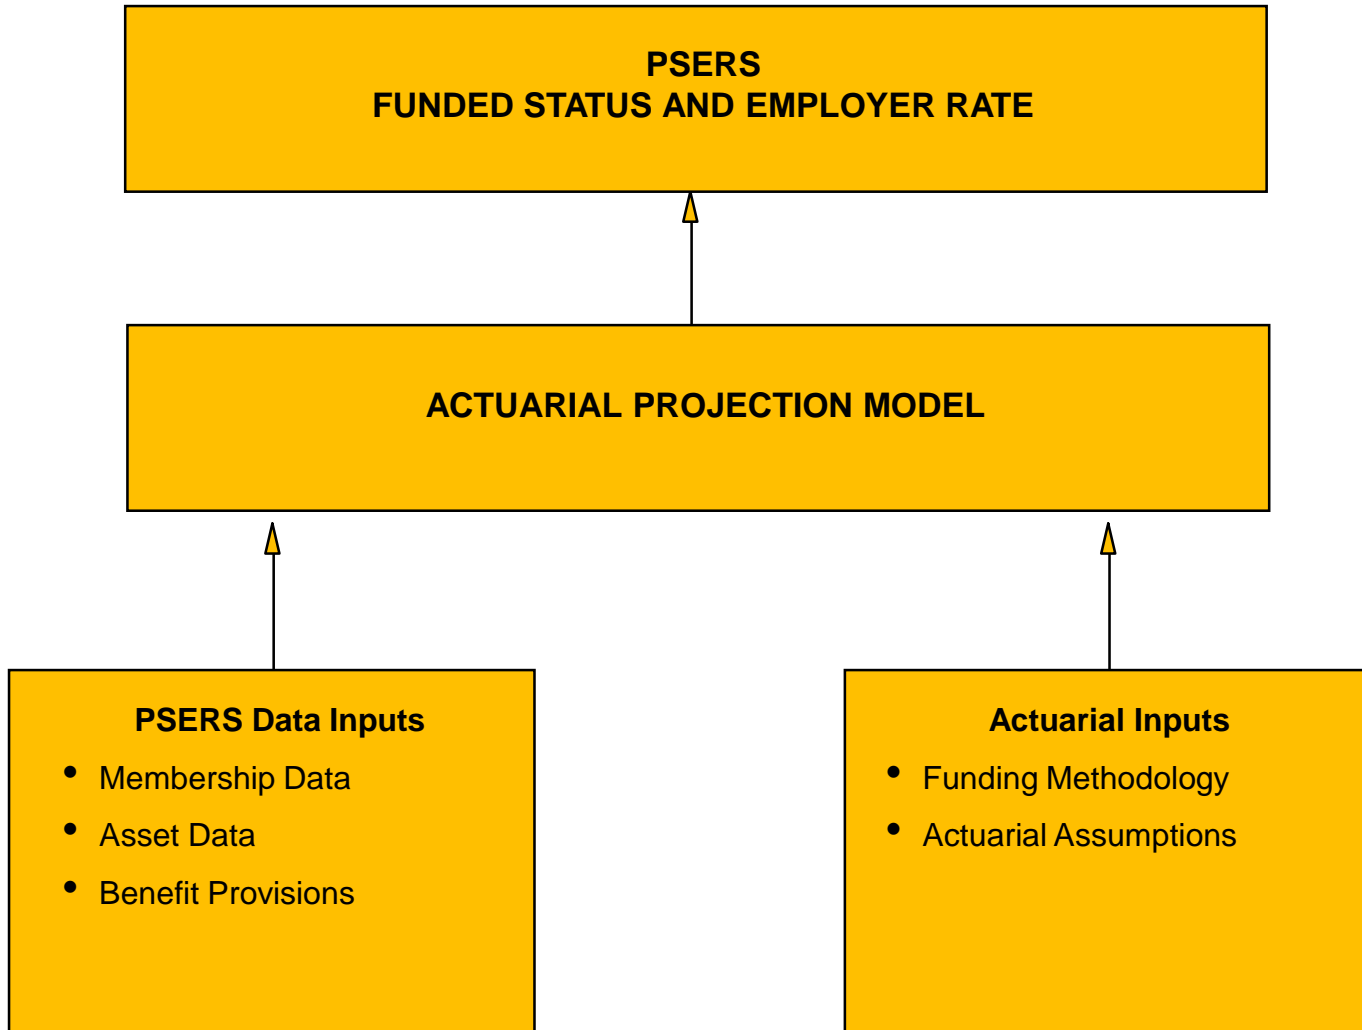 PSERS
FUNDED STATUS AND EMPLOYER RATE
ACTUARIAL PROJECTION MODEL
PSERS Data Inputs
• Membership Data
• Asset Data
• Benefit Provisions
Actuarial Inputs
• Funding Methodology
• Actuarial Assumptions